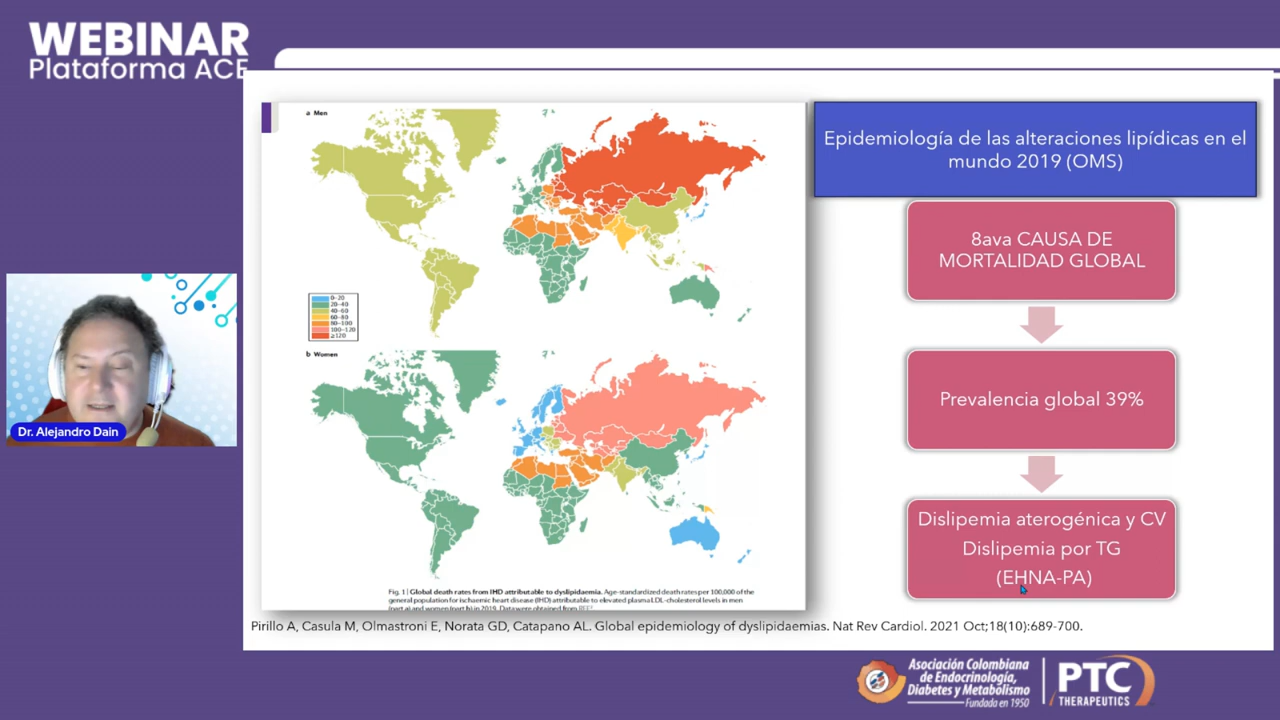 WEBINAR
Plataforma ACE
a Men
0–20
20–40
40–60
60–80
80–100
100–120
≥120
b Women
Fig. 1 | Global death rates from IHD attributable to dyslipidaemia. Age-standardized death rates per 100,000 of the
general population for ischaemic heart disease (IHD) attributable to elevated plasma LDL-cholesterol levels in men
(part a) and women (part b) in 2019. Data were obtained from
Epidemiología de las alteraciones lipídicas en el
mundo 2019 (OMS)
8ava CAUSA DE
MORTALIDAD GLOBAL
Prevalencia global 39%
Dislipemia aterogénica y CV
Dislipemia por TG
(EHNA-PA)
Dr. Alejandro Dain
Pirillo A, Casula M, Olmastroni E, Norata GD, Catapano AL. Global epidemiology of dyslipidaemias. Nat Rev Cardiol. 2021 Oct;18(10):689-700.
Asociación Colombiana
de Endocrinología,
Diabetes y Metabolismo
Fundada en 1950
PTC
THERAPEUTICS